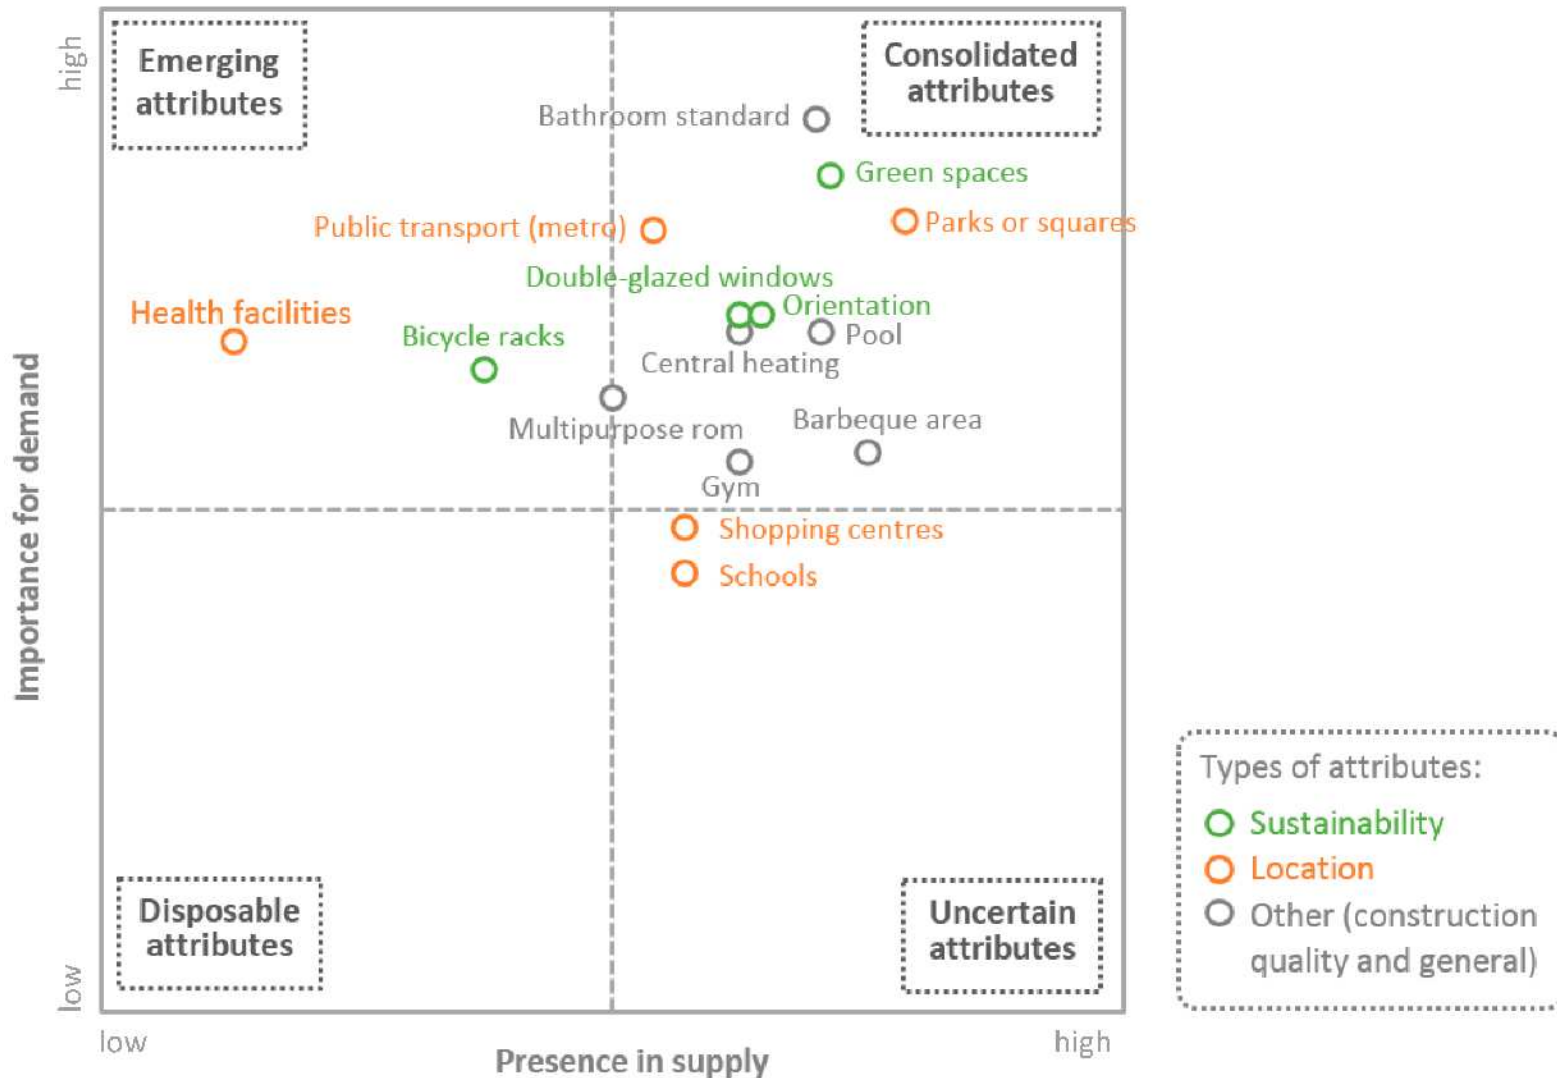 high
Emerging
attributes
Consolidated
attributes
Bathroom standard
Green spaces
Public transport (metro)
Parks or squares
Double-glazed windows
Orientation
Health facilities
Bicycle racks
Pool
Central heating
Multipurpose rom
Barbeque area
Gym
Shopping centres
Schools
Importance for demand
Disposable
attributes
Uncertain
attributes
low
low
Presence in supply
high
Types of attributes:
Sustainability
Location
Other (construction
quality and general)